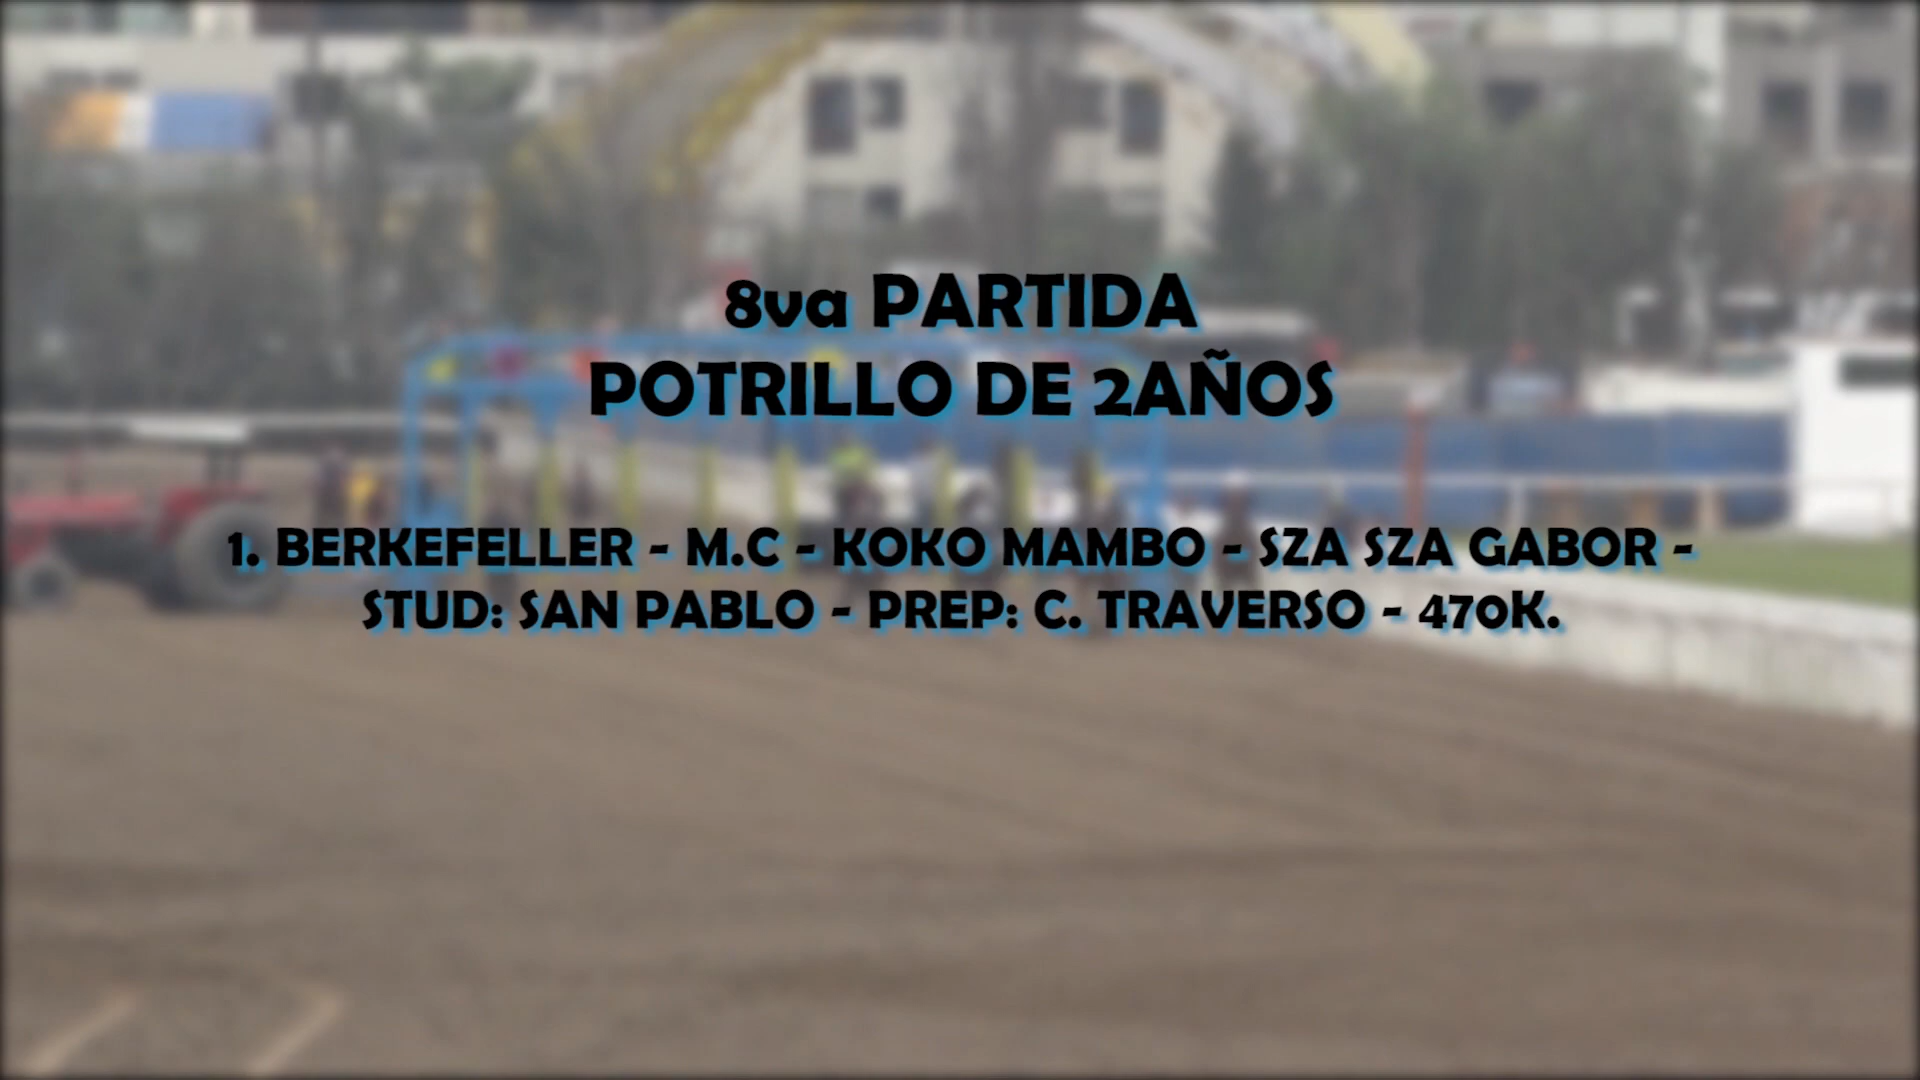 8va PARTIDA
POTRILLO DE 2AÑOS
1. BERKEFELLER - M.C - KOKO MAMBO - SZA SZA GABOR -
STUD: SAN PABLO - PREP: C. TRAVERSO - 470K.